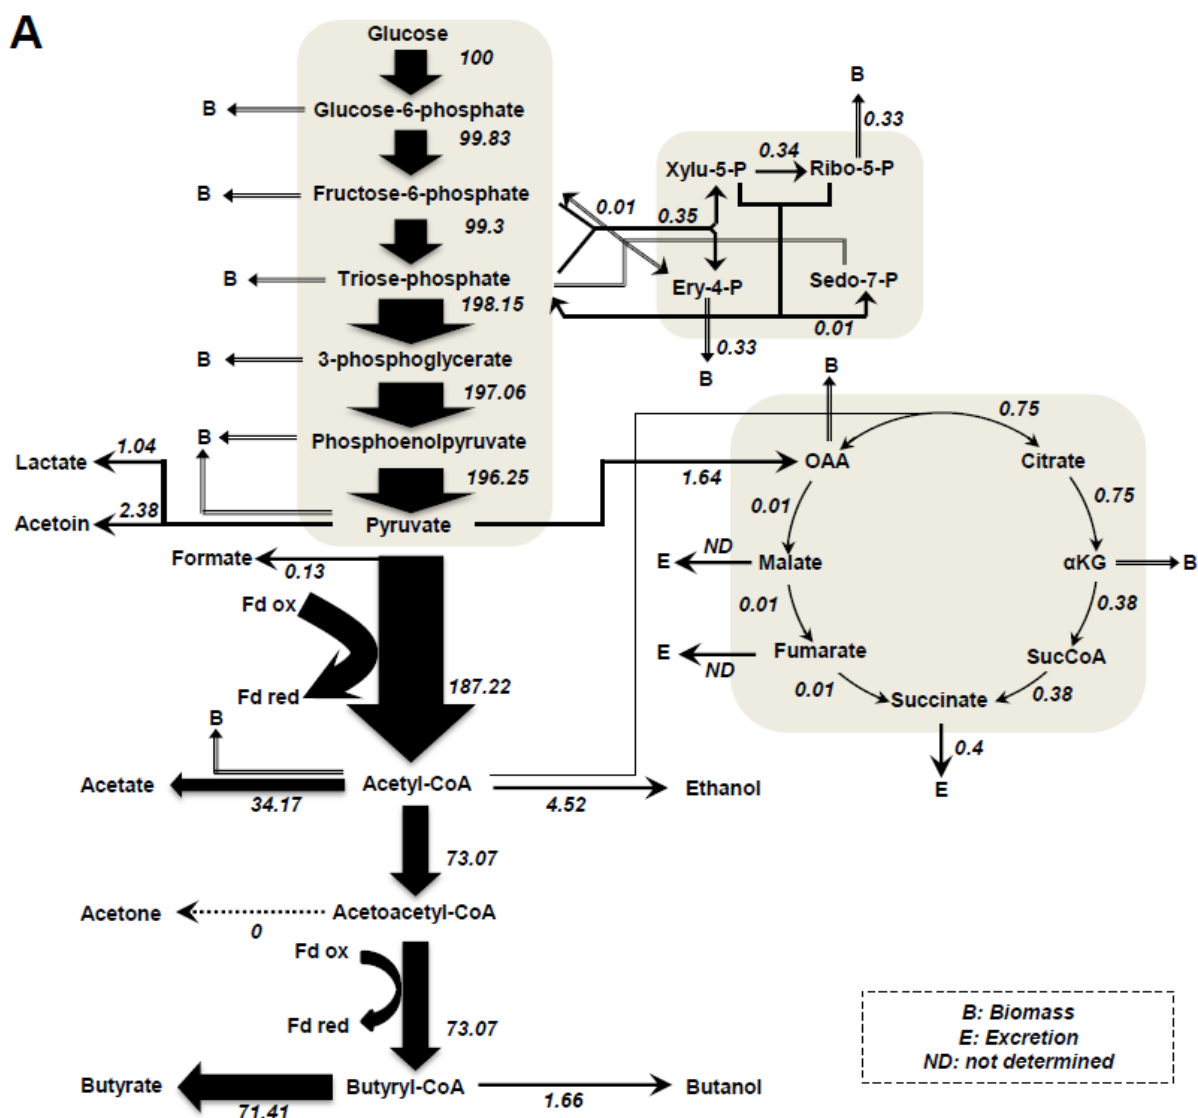 A
Glucose
100
B
Glucose-6-phosphate
99.83
B
Fructose-6-phosphate
99.3
B
Triose-phosphate
198.15
B
3-phosphoglycerate
197.06
B
Phosphoenolpyruvate
196.25
Lactate
1.04
Acetoin
2.38
Pyruvate
B
0.33
Xylu-5-P
0.34
Ribo-5-P
0.01
0.35
Ery-4-P
Sedo-7-P
0.01
0.33
B
B
0.75
1.64
OAA
Citrate
0.01
0.75
E
ND
Malate
αKG
B
0.01
0.38
E
ND
Fumarate
SucCoA
0.01
Succinate
0.38
0.4
E
Formate
0.13
Fd ox
Fd red
187.22
B
Acetate
34.17
Acetyl-CoA
4.52
Ethanol
73.07
Acetone
0
Acetoacetyl-CoA
Fd ox
Fd red
73.07
Butyrate
71.41
Butyryl-CoA
1.66
Butanol
B: Biomass
E: Excretion
ND: not determined